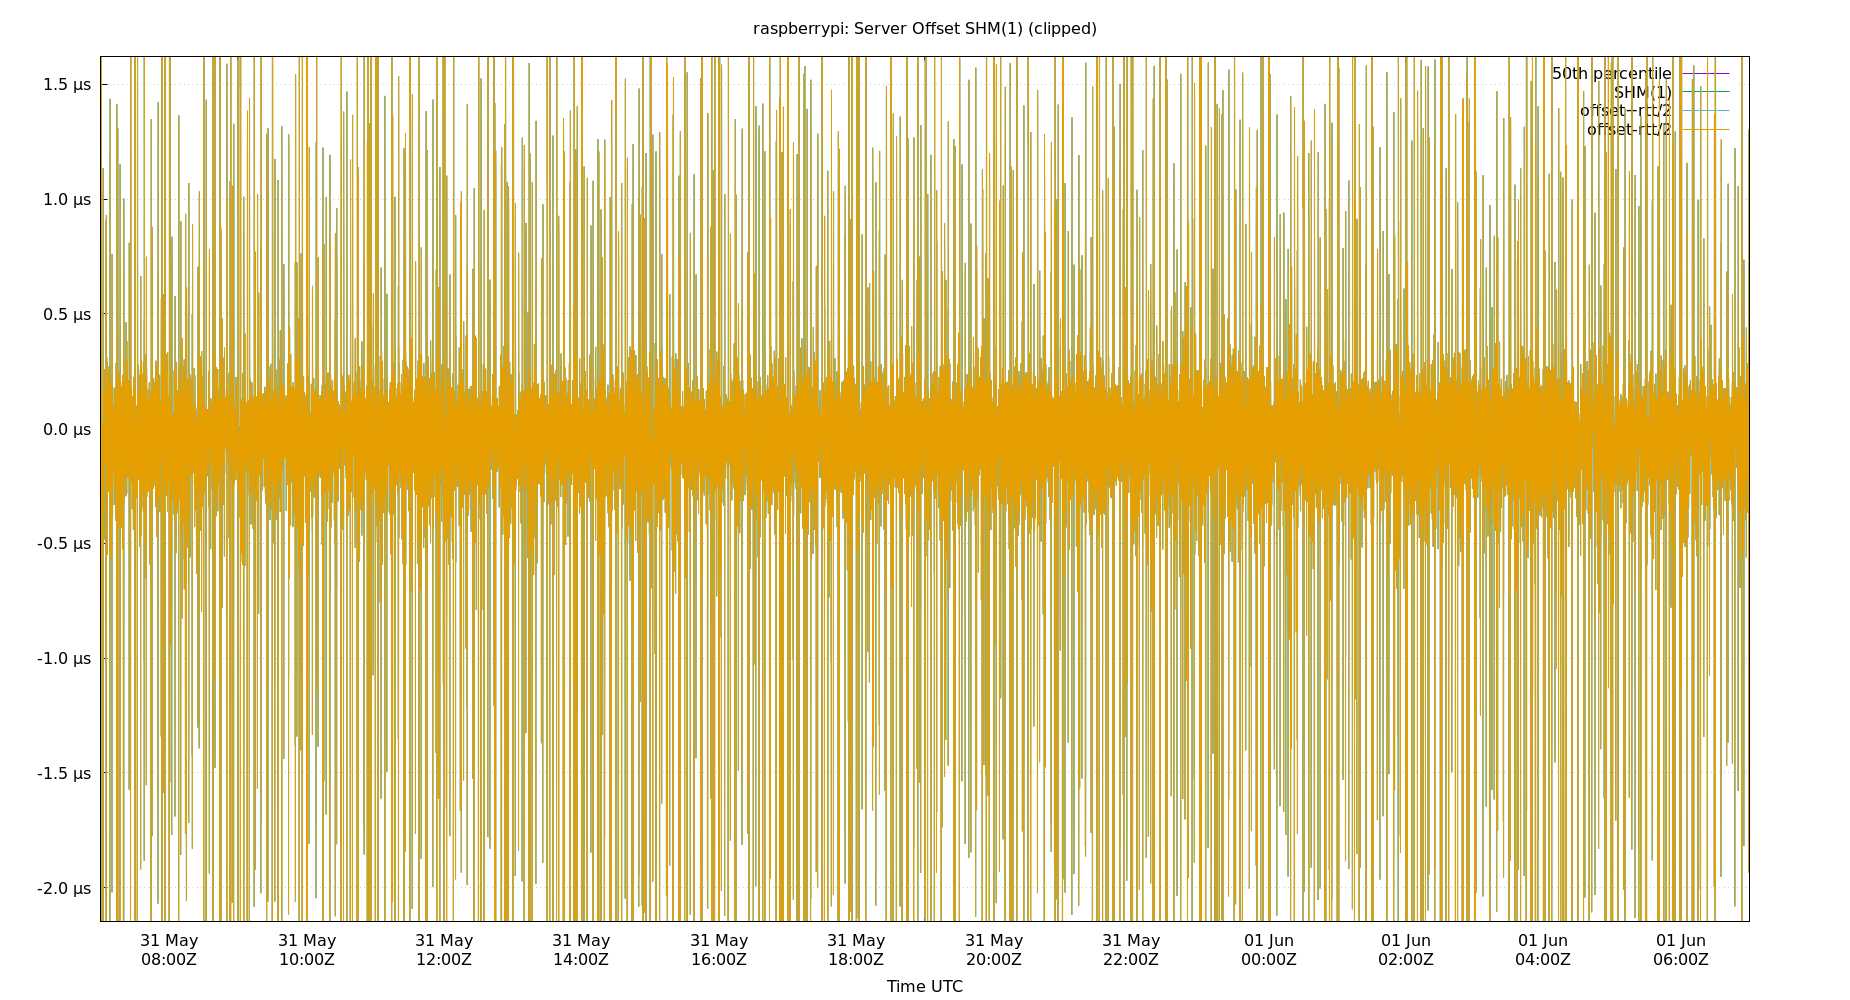 raspberrypi: Server Offset SHM(1) (clipped)
50th percentile
SHM(1)
offset--rtt/2
offset-rtt/2
1.5 µs
1.0 µs
0.5 µs
0.0 µs
-0.5 µs
-1.0 µs
-1.5 µs
-2.0 µs
31 May 31 May 31 May 31 May 31 May 31 May 31 May 31 May 01 Jun 01 Jun 01 Jun 01 Jun
08:00Z 10:00Z 12:00Z 14:00Z 16:00Z 18:00Z 20:00Z 22:00Z 00:00Z 02:00Z 04:00Z 06:00Z
Time UTC